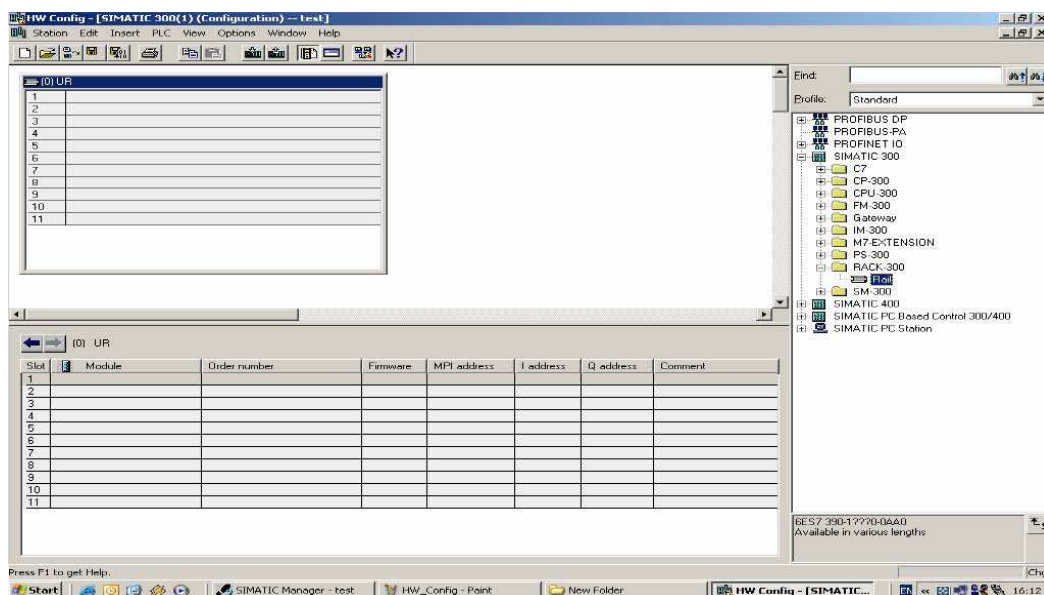 HW Config - [SIMATIC 300(1) (Configuration) -- test]
Station Edit Insert PLC View Options Window Help
(0) UR
1
2
3
4
5
6
7
8
9
10
11
Find:
Profile: Standard
PROFIBUS DP
PROFIBUS-PA
PROFINET IO
SIMATIC 300
C7
CP-300
CPU-300
FM-300
Gateway
IM-300
M7-EXTENSION
PS-300
RACK-300
Rail
SM-300
SIMATIC 400
SIMATIC PC Based Control 300/400
SIMATIC PC Station
(0) UR
Slot Module Order number Firmware MPI address I address Q address Comment
1
2
3
4
5
6
7
8
9
10
11
6ES7 390-1???0-0AA0
Available in various lengths
Press F1 to get Help.
Chg
Start SIMATIC Manager - test HW_Config - Paint New Folder HW Config - [SIMATIC... EN « 16:12